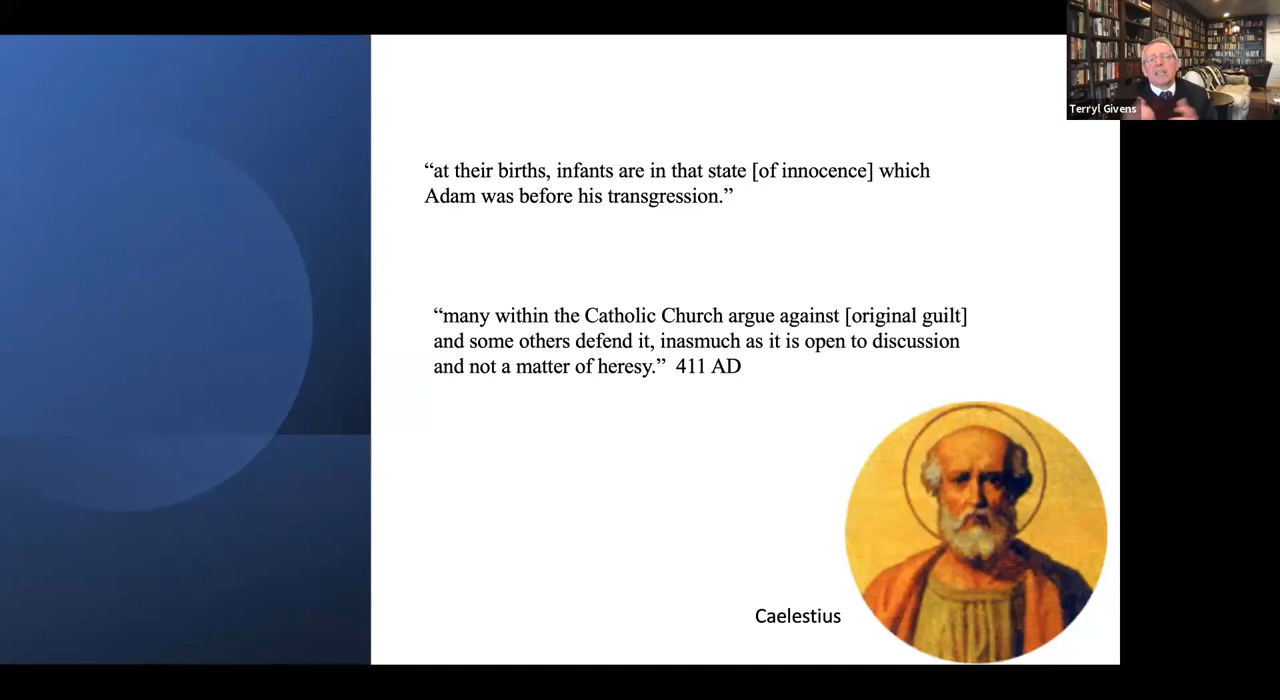 Terryl Givens
“at their births, infants are in that state [of innocence] which
Adam was before his transgression.”
“many within the Catholic Church argue against [original guilt]
and some others defend it, inasmuch as it is open to discussion
and not a matter of heresy.”  411 AD
Caelestius